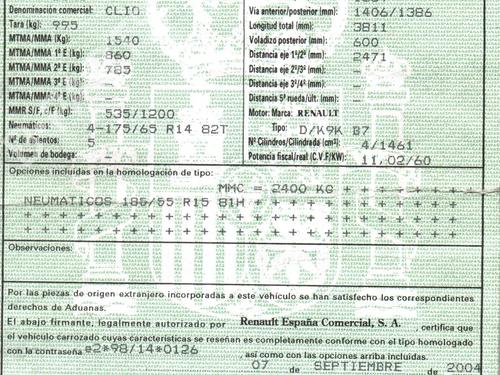 Denominación comercial: CLIO
Tara (kg): 995
MTMA/MMA (Kg): 1540
MTMA/MMA 1º E (kg): 860
MTMA/MMA 2º E (kg): 785
MTMA/MMA 3º E (kg): –
MTMA/MMA 4º E (kg): –
MMR S/F, c/F (kg): 535/1200
Neumáticos: 4-175/65 R14 82T
Nº de asientos: 5
Volumen de bodega: –
Vía anterior/posterior (mm): 1406/1386
Longitud total (mm): 3811
Voladizo posterior (mm): 600
Distancia eje 1º/2º (mm): 2471
Distancia eje 2º/3º (mm): –
Distancia eje 3º/4º (mm): –
Distancia 5ª rueda/últ. (mm): –
Motor: Marca: RENAULT
Tipo: D/K9K B7
Nº Cilindros/Cilindrada (cm³): 4/1461
Potencia fiscal/real (C.V.F/KW): 11,02/60
Opciones incluidas en la homologación de tipo:
MMC = 2400 KG + + + + + + +
NEUMATICOS 185/55 R15 81H + + + + + + + + + +
+ + + + + + + + + + + + + + + + + + + + + + +
+ + + + + + + + + + + + + + + + + + + + + + +
Observaciones:
Por las piezas de origen extranjero incorporadas a este vehículo se han satisfecho los correspondientes
derechos de Aduanas.
El abajo firmante, legalmente autorizado por Renault España Comercial, S. A. , certifica que
el vehículo carrozado cuyas características se reseñan es completamente conforme con el tipo homologado
con la contraseña e2*98/14*0126 , así como con las opciones arriba incluidas.
07 de SEPTIEMBRE de 2004